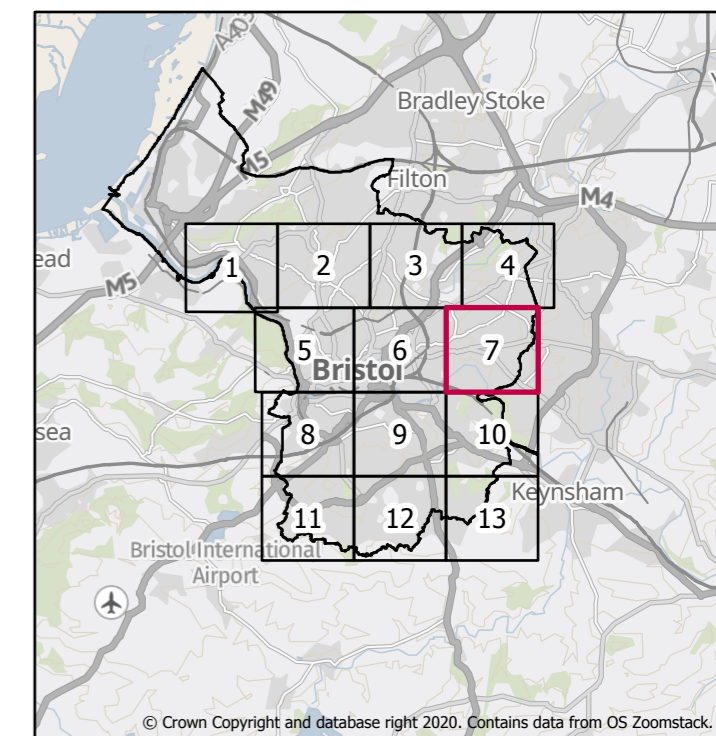 A403
M49
Bradley Stoke
M5
Filton
M4
ead
1
2
3
4
M5
5
6
7
Bristol
sea
8
9
10
Keynsham
11
12
13
Bristol International
Airport
© Crown Copyright and database right 2020. Contains data from OS Zoomstack.